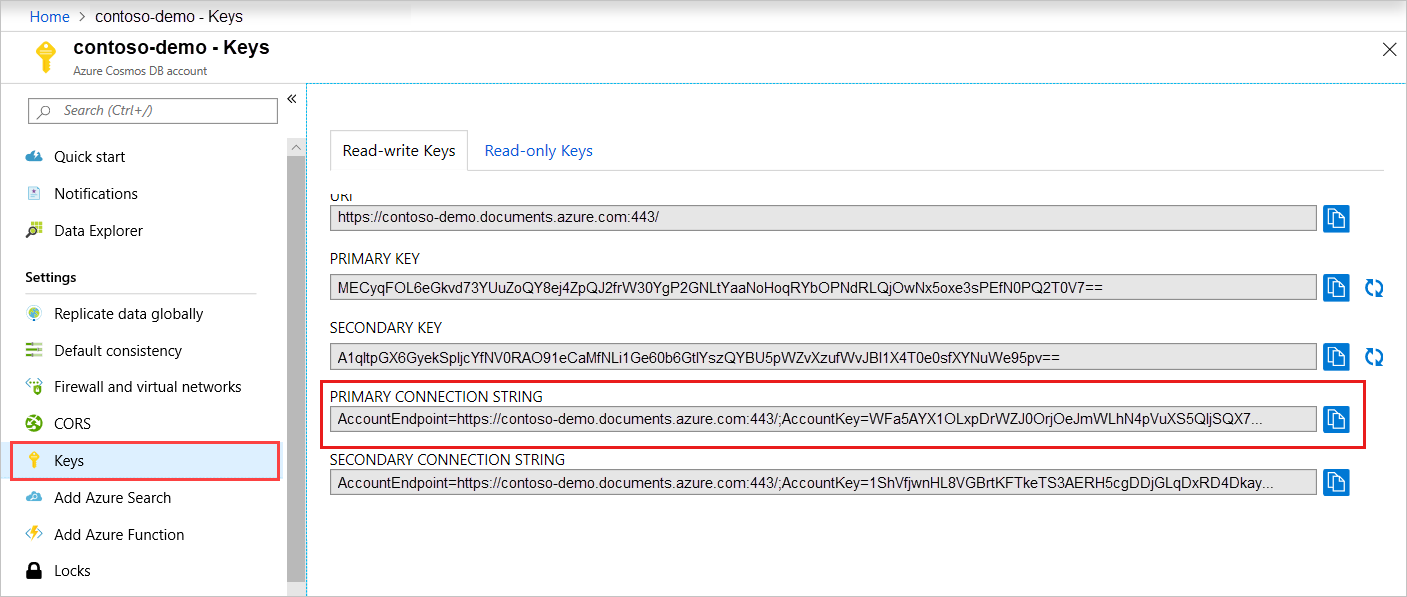 Home > contoso-demo - Keys
contoso-demo - Keys
Azure Cosmos DB account
Search (Ctrl+/)
«
Quick start
Notifications
Data Explorer
Settings
Replicate data globally
Default consistency
Firewall and virtual networks
CORS
Keys
Add Azure Search
Add Azure Function
Locks
Read-write Keys Read-only Keys
URI
https://contoso-demo.documents.azure.com:443/
PRIMARY KEY
MECyqFOL6eGkvd73YUuZoQY8ej4ZpQJ2frW30YgP2GNLtYaaNoHoqRYbOPNdRLQjOwNx5oxe3sPEfN0PQ2T0V7==
SECONDARY KEY
A1qltpGX6GyekSpljcYfNV0RAO91eCaMfNLi1Ge60b6GtlYszQYBU5pWZvXzufWvJBl1X4T0e0sfXYNuWe95pv==
PRIMARY CONNECTION STRING
AccountEndpoint=https://contoso-demo.documents.azure.com:443/;AccountKey=WFa5AYX1OLxpDrWZJ0OrjOeJmWLhN4pVuXS5QljSQX7...
SECONDARY CONNECTION STRING
AccountEndpoint=https://contoso-demo.documents.azure.com:443/;AccountKey=1ShVfjwnHL8VGBrtKFTkeTS3AERH5cgDDjGLqDxRD4Dkay...